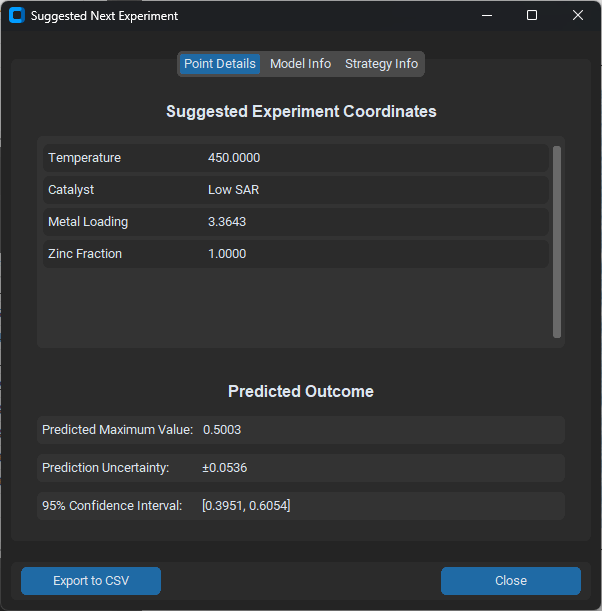 Suggested Next Experiment
Point Details Model Info Strategy Info
Suggested Experiment Coordinates
Temperature 450.0000
Catalyst Low SAR
Metal Loading 3.3643
Zinc Fraction 1.0000
Predicted Outcome
Predicted Maximum Value: 0.5003
Prediction Uncertainty: ±0.0536
95% Confidence Interval: [0.3951, 0.6054]
Export to CSV Close